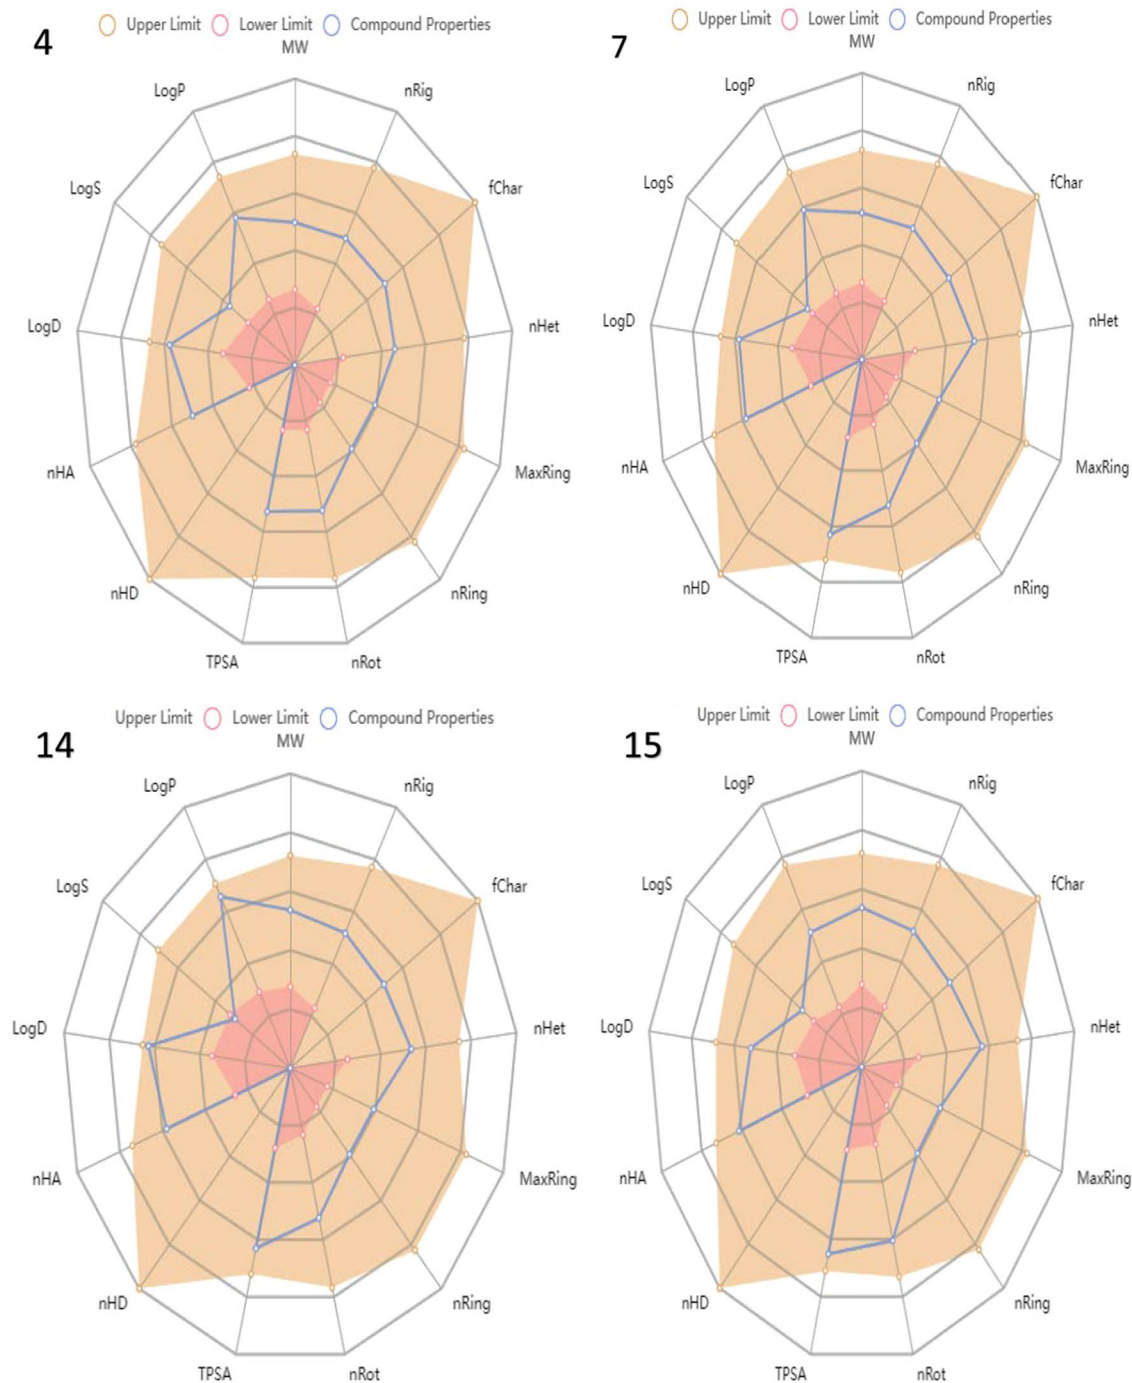 4
Upper Limit Lower Limit Compound Properties
MW
LogP
nRig
LogS
fChar
LogD
nHet
nHA
MaxRing
nHD
nRing
TPSA
nRot
7
Upper Limit Lower Limit Compound Properties
MW
LogP
nRig
LogS
fChar
LogD
nHet
nHA
MaxRing
nHD
nRing
TPSA
nRot
14
Upper Limit Lower Limit Compound Properties
MW
LogP
nRig
LogS
fChar
LogD
nHet
nHA
MaxRing
nHD
nRing
TPSA
nRot
15
Upper Limit Lower Limit Compound Properties
MW
LogP
nRig
LogS
fChar
LogD
nHet
nHA
MaxRing
nHD
nRing
TPSA
nRot